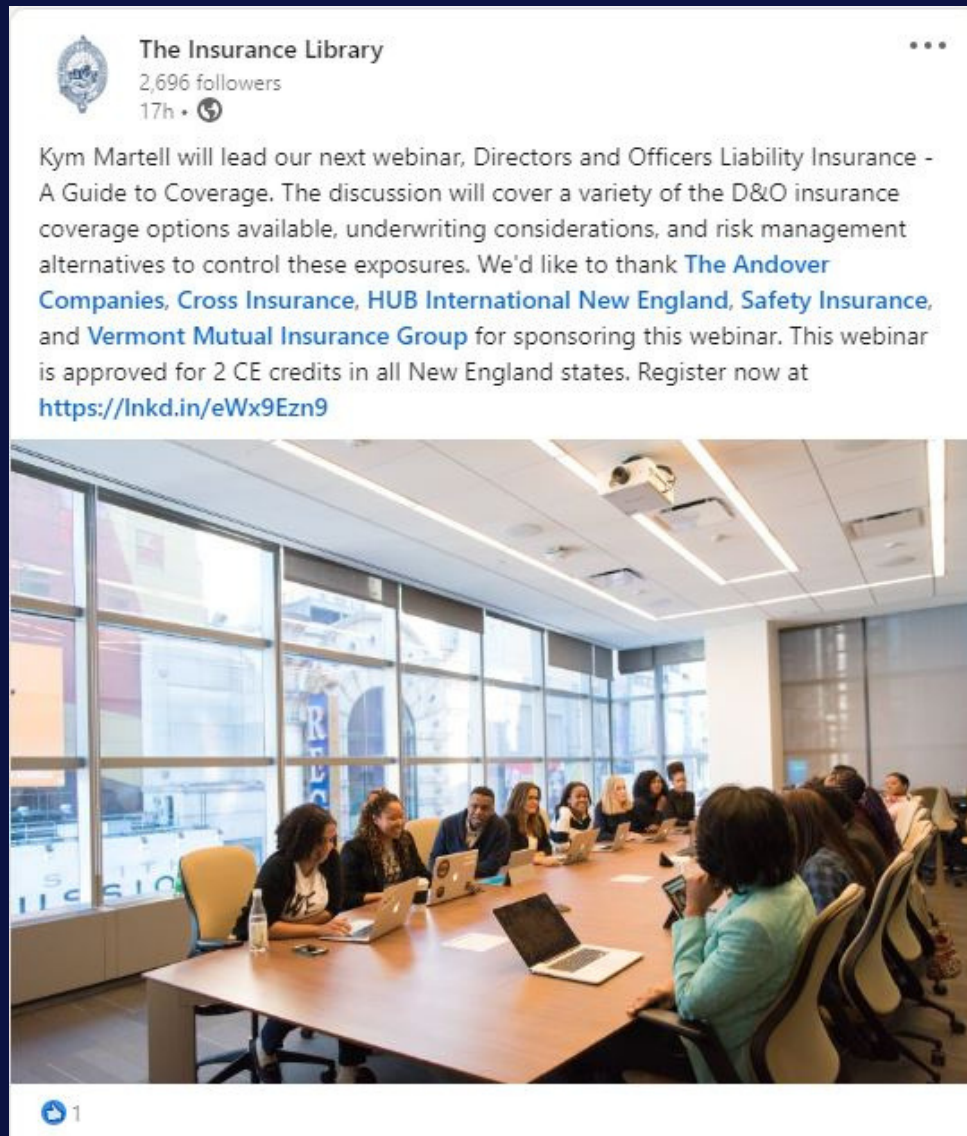 The Insurance Library
2,696 followers
17h •
Kym Martell will lead our next webinar, Directors and Officers Liability Insurance -
A Guide to Coverage. The discussion will cover a variety of the D&O insurance
coverage options available, underwriting considerations, and risk management
alternatives to control these exposures. We'd like to thank The Andover
Companies, Cross Insurance, HUB International New England, Safety Insurance,
and Vermont Mutual Insurance Group for sponsoring this webinar. This webinar
is approved for 2 CE credits in all New England states. Register now at
https://lnkd.in/eWx9Ezn9
1